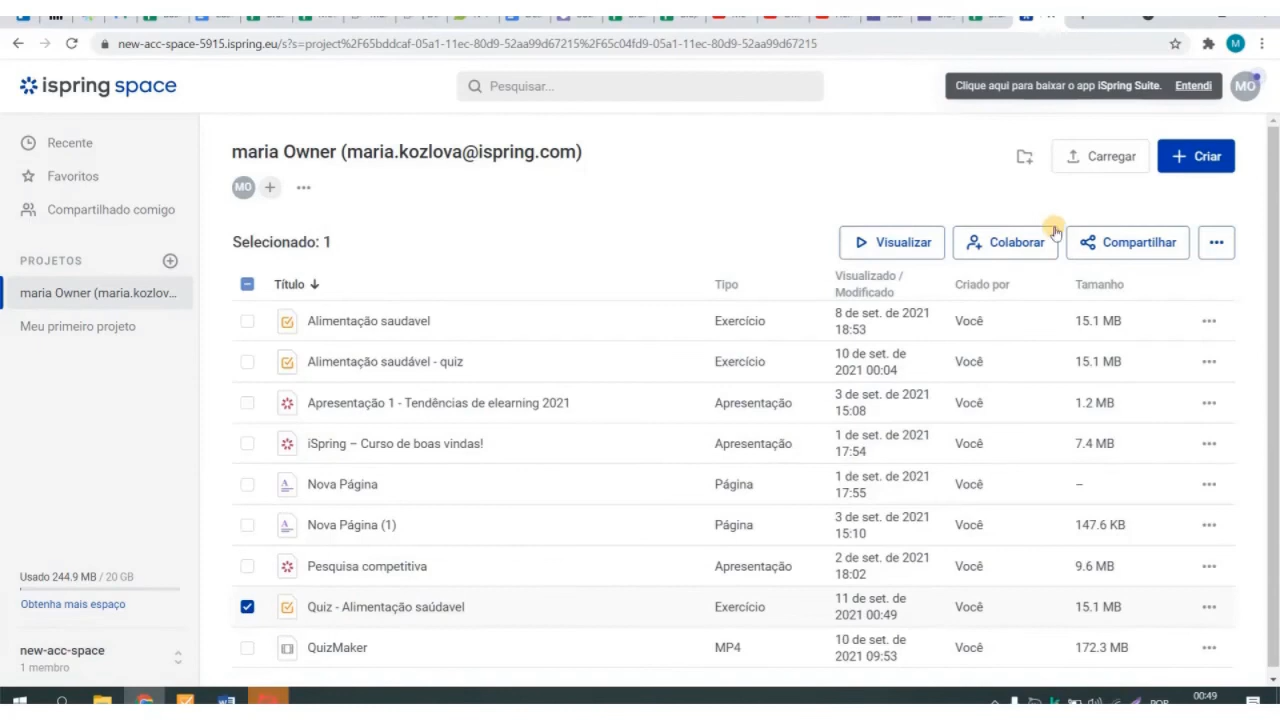 new-acc-space-5915.ispring.eu/s?s=project%2F65bddcaf-05a1-11ec-80d9-52aa99d67215%2F65c04fd9-05a1-11ec-80d9-52aa99d67215
M
ispring space
Pesquisar...
Clique aqui para baixar o app iSpring Suite. Entendi
MO
Recente
Favoritos
Compartilhado comigo
PROJETOS
maria Owner (maria.kozlov...
Meu primeiro projeto
Usado 244.9 MB / 20 GB
Obtenha mais espaço
new-acc-space
1 membro
maria Owner (maria.kozlova@ispring.com)
Carregar
Criar
MO
Selecionado: 1
Visualizar
Colaborar
Compartilhar
Título Tipo Visualizado / Criado por Tamanho
Modificado
Alimentação saudavel Exercício 8 de set. de 2021 Você 15.1 MB
18:53
Alimentação saudável - quiz Exercício 10 de set. de Você 15.1 MB
2021 00:04
Apresentação 1 - Tendências de elearning 2021 Apresentação 3 de set. de 2021 Você 1.2 MB
15:08
iSpring – Curso de boas vindas! Apresentação 1 de set. de 2021 Você 7.4 MB
17:54
Nova Página Página 1 de set. de 2021 Você –
17:55
Nova Página (1) Página 3 de set. de 2021 Você 147.6 KB
15:10
Pesquisa competitiva Apresentação 2 de set. de 2021 Você 9.6 MB
18:02
Quiz - Alimentação saúdavel Exercício 11 de set. de Você 15.1 MB
2021 00:49
QuizMaker MP4 10 de set. de Você 172.3 MB
2021 09:53
00:49